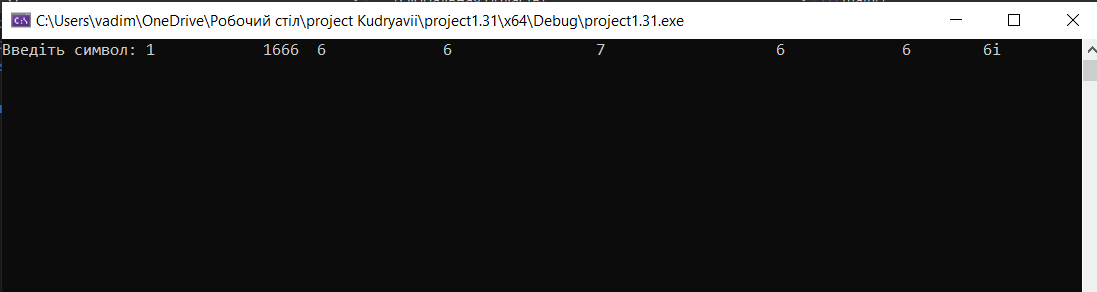 C:\Users\vadim\OneDrive\Робочий стіл\project Kudryavii\project1.31\x64\Debug\project1.31.exe
Введіть символ: 1            1666  6             6                7                   6             6        6i